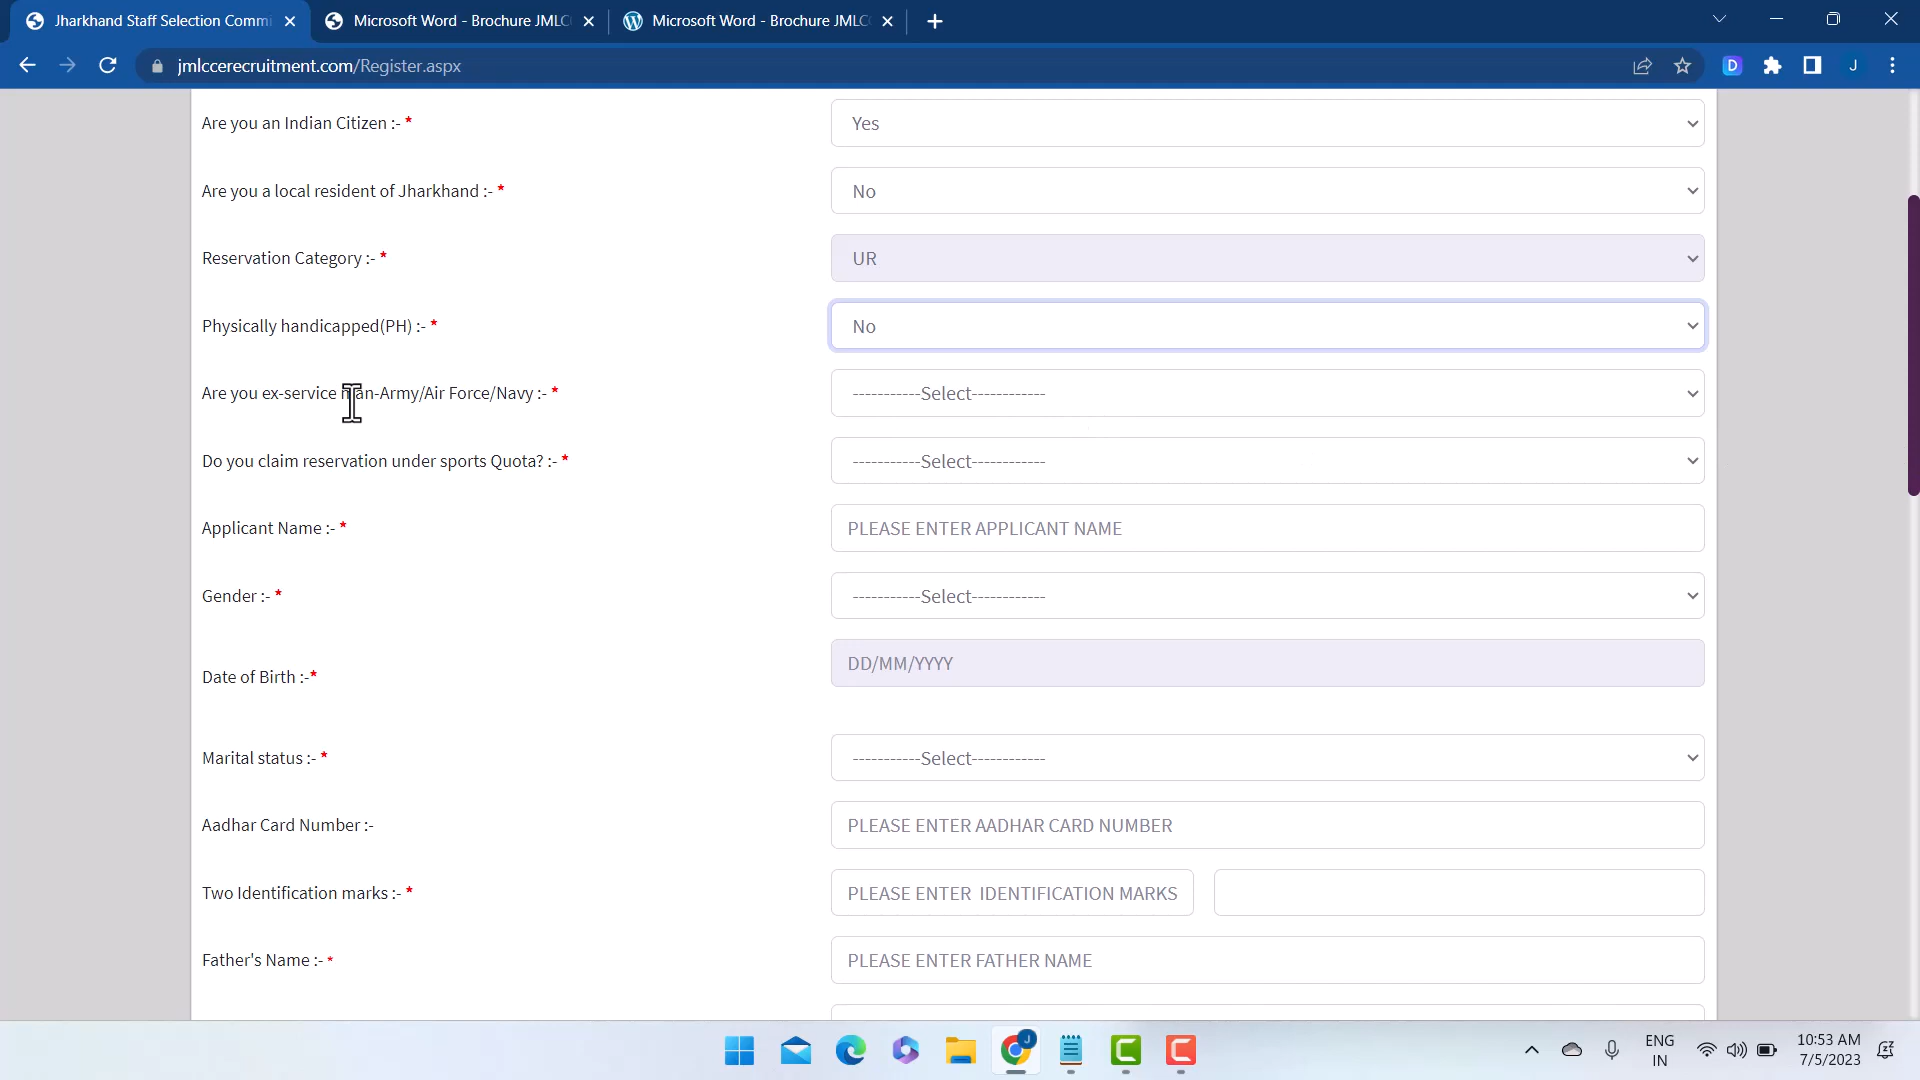 Jharkhand Staff Selection Commi
Microsoft Word - Brochure JMLC
Microsoft Word - Brochure JMLC
jmlccerecruitment.com/Register.aspx
D
J
Are you an Indian Citizen :- *
Yes
Are you a local resident of Jharkhand :- *
No
Reservation Category :- *
UR
Physically handicapped(PH) :- *
No
Are you ex-service man-Army/Air Force/Navy :- *
-----------Select------------
Do you claim reservation under sports Quota? :- *
-----------Select------------
Applicant Name :- *
PLEASE ENTER APPLICANT NAME
Gender :- *
-----------Select------------
Date of Birth :-*
DD/MM/YYYY
Marital status :- *
-----------Select------------
Aadhar Card Number :-
PLEASE ENTER AADHAR CARD NUMBER
Two Identification marks :- *
PLEASE ENTER IDENTIFICATION MARKS
Father's Name :- *
PLEASE ENTER FATHER NAME
J
ENG
IN
10:53 AM
7/5/2023